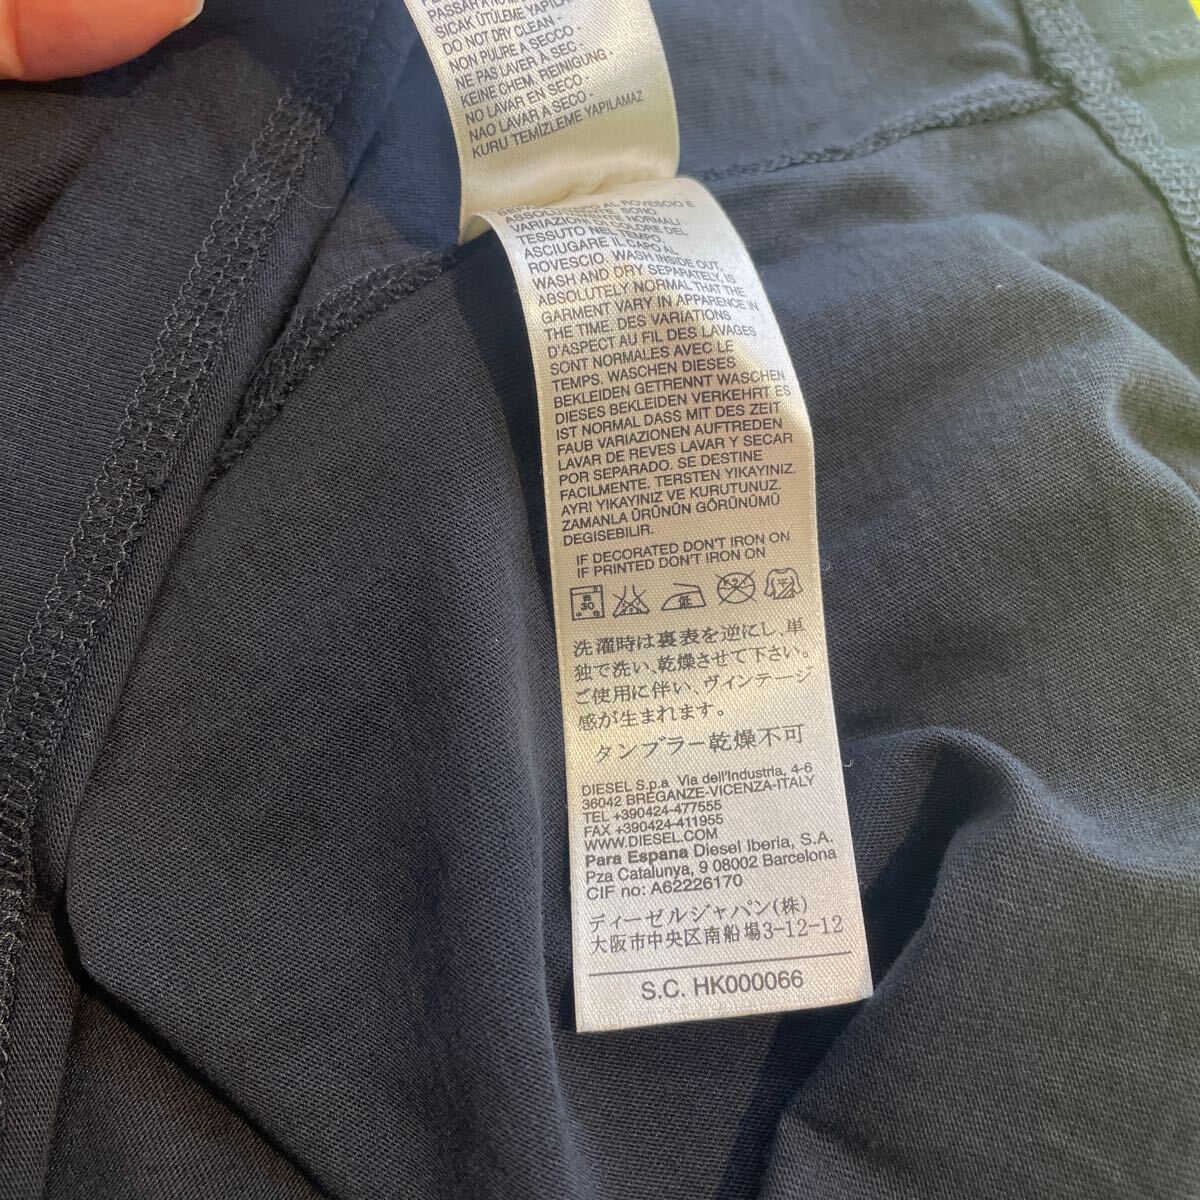 SICAK ÜTÜLEME YAPILA
DO NOT DRY CLEAN -
NON PULIRE A SECCO -
NE PAS LAVER A SEC -
KEINE CHEM. REINIGUNG -
NO LAVAR EN SECO -
NAO LAVAR A SECO -
KURU TEMIZLEME YAPILAMAZ
AL ROVESCIO E
SONO
VARIAZIONI DEL COLORE DEL
TESSUTO NEL TEMPO.
ASCIUGARE IL CAPO AL
ROVESCIO. WASH INSIDE OUT
WASH AND DRY SEPARATELY IS
ABSOLUTELY NORMAL THAT THE
GARMENT VARY IN APPARENCE IN
THE TIME. DES VARIATIONS
D'ASPECT AU FIL DES LAVAGES
SONT NORMALES AVEC LE
TEMPS. WASCHEN DIESES
BEKLEIDEN GETRENNT WASCHEN
DIESES BEKLEIDEN VERKEHRT ES
IST NORMAL DASS MIT DES ZEIT
FAUB VARIAZIONEN AUFTREDEN
LAVAR DE REVES LAVAR Y SECAR
POR SEPARADO. SE DESTINE
FACILMENTE. TERSTEN YIKAYINIZ.
AYRI YIKAYINIZ VE KURUTUNUZ.
ZAMANLA ÜRÜNÜN GÖRÜNÜMÜ
DEGISEBILIR.
IF DECORATED DON'T IRON ON
IF PRINTED DON'T IRON ON
30 低
洗濯時は裏表を逆にし、単
独で洗い、乾燥させて下さい。
ご使用に伴い、ヴィンテージ
感が生まれます。
タンブラー乾燥不可
DIESEL S.p.a Via dell'Industria, 4-6
36042 BREGANZE-VICENZA-ITALY
TEL +390424-477555
FAX +390424-411955
WWW.DIESEL.COM
Para Espana Diesel Iberia, S.A.
Pza Catalunya, 9 08002 Barcelona
CIF no: A62226170
ディーゼルジャパン(株)
大阪市中央区南船場3-12-12
S.C. HK000066